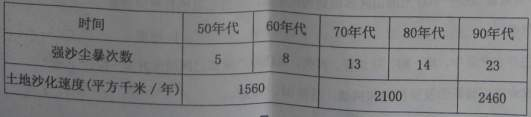 时间 50年代 60年代 70年代 80年代 90年代
强沙尘暴次数 5 8 13 14 23
土地沙化速度(平方千米/年) 1560 2100 2460